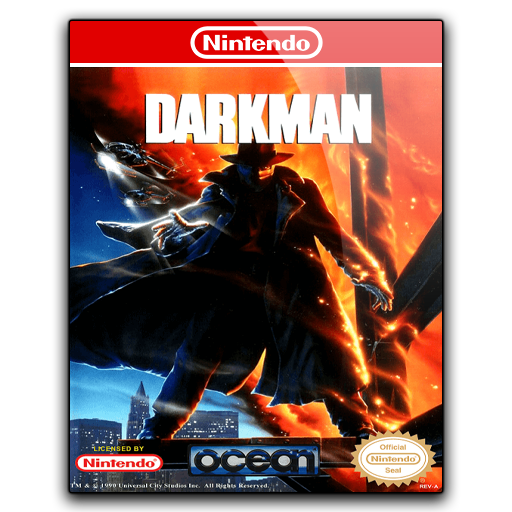 Nintendo
DARKMAN
LICENSED BY
Nintendo
ocean
Official
Nintendo
Seal
TM & © 1990 Universal City Studios Inc. All Rights Reserved.
REV-A